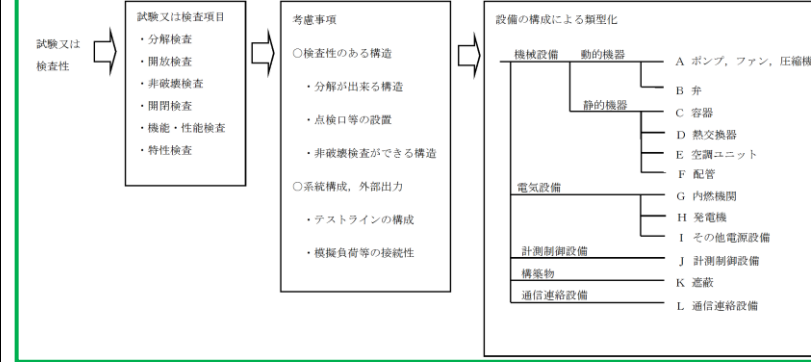 試験又は
検査性
試験又は検査項目
・分解検査
・開放検査
・非破壊検査
・開閉検査
・機能・性能検査
・特性検査
考慮事項
○検査性のある構造
・分解が出来る構造
・点検口等の設置
・非破壊検査ができる構造
○系統構成，外部出力
・テストラインの構成
・模擬負荷等の接続性
設備の構成による類型化
機械設備 動的機器 A ポンプ，ファン，圧縮機
B 弁
静的機器 C 容器
D 熱交換器
E 空調ユニット
F 配管
電気設備 G 内燃機関
H 発電機
I その他電源設備
計測制御設備 J 計測制御設備
構築物 K 遮蔽
通信連絡設備 L 通信連絡設備